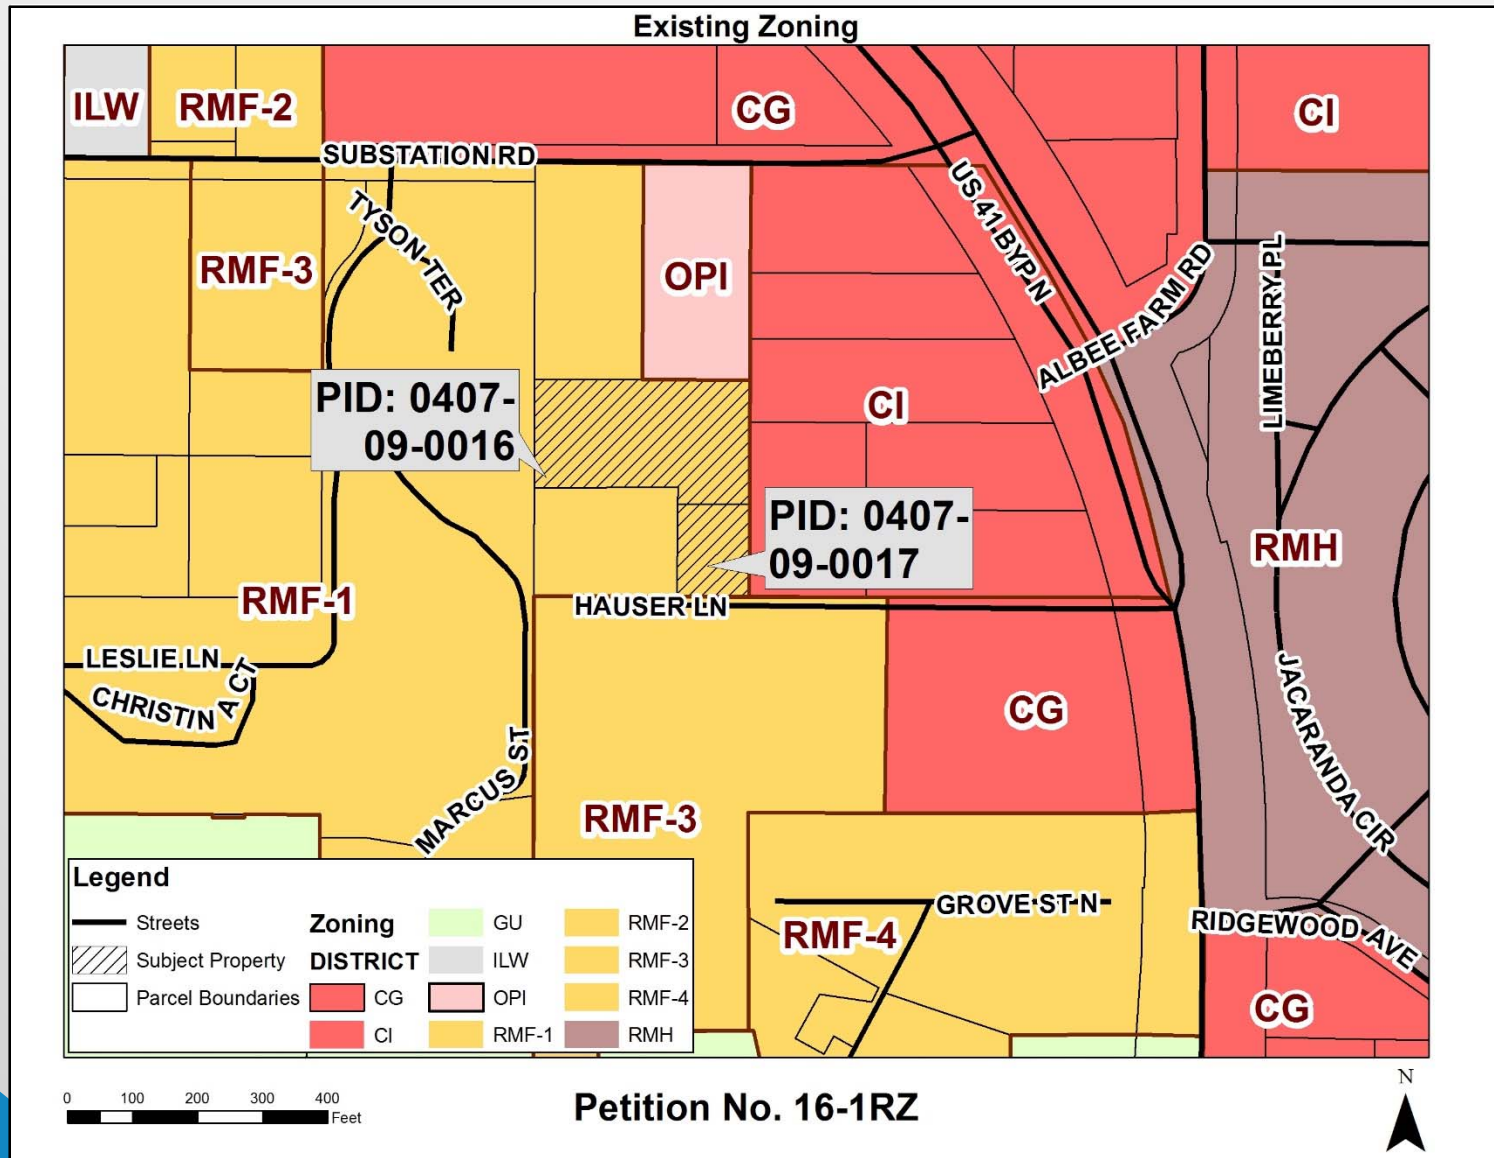 Existing Zoning
ILW
RMF-2
CG
CI
SUBSTATION RD
TYSON TER
US 41 BYP N
RMF-3
OPI
ALBEE FARM RD
LIMEBERRY PL
PID: 0407-
09-0016
CI
PID: 0407-
09-0017
RMH
RMF-1
HAUSER LN
LESLIE LN
CHRISTIN A CT
CG
JACARANDA CIR
MARCUS ST
RMF-3
GROVE ST N
RMF-4
RIDGEWOOD AVE
CG
Legend
Streets
Subject Property
Parcel Boundaries
Zoning
DISTRICT
CG
CI
GU
ILW
OPI
RMF-1
RMF-2
RMF-3
RMF-4
RMH
0 100 200 300 400
Feet
Petition No. 16-1RZ
N